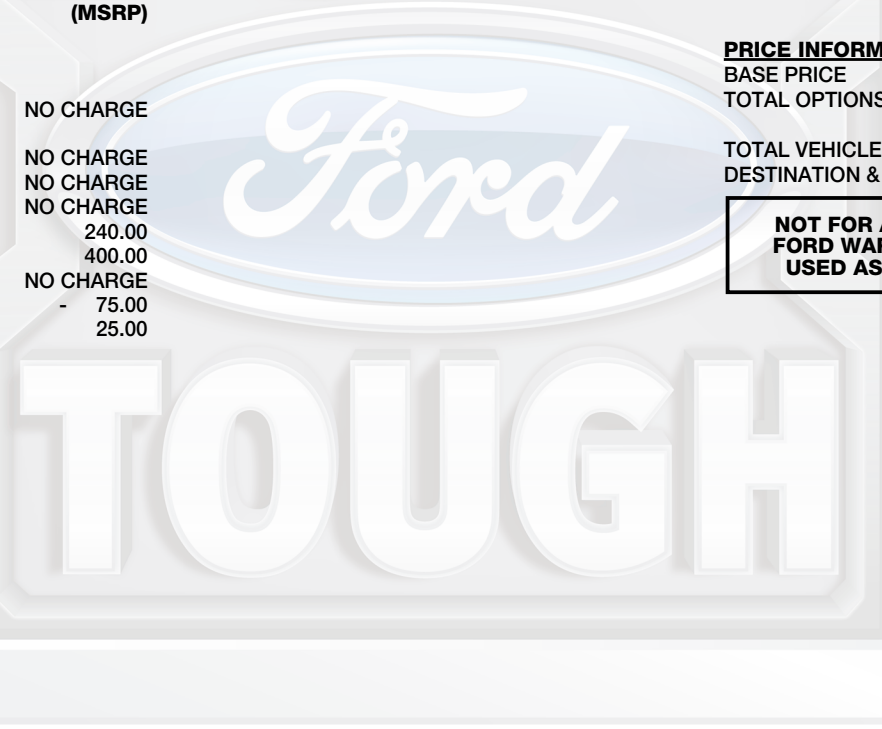 (MSRP)
NO CHARGE
NO CHARGE
NO CHARGE
NO CHARGE
240.00
400.00
NO CHARGE
- 75.00
25.00
PRICE INFORM
BASE PRICE
TOTAL OPTIONS
TOTAL VEHICLE
DESTINATION &
NOT FOR
FORD WAR
USED AS
Ford
TOUGH